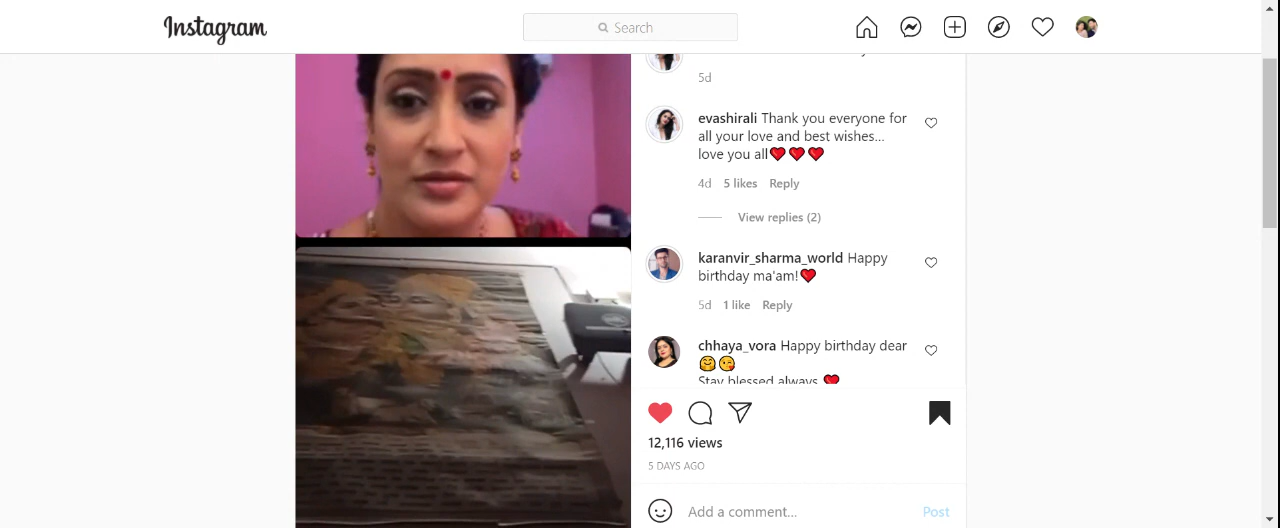 Instagram
Search
5d
evashirali Thank you everyone for
all your love and best wishes...
love you all❤❤❤
4d 5 likes Reply
View replies (2)
karanvir_sharma_world Happy
birthday ma'am!❤
5d 1 like Reply
chhaya_vora Happy birthday dear
🤗😘
Stay blessed always ❤
12,116 views
5 DAYS AGO
Add a comment...
Post